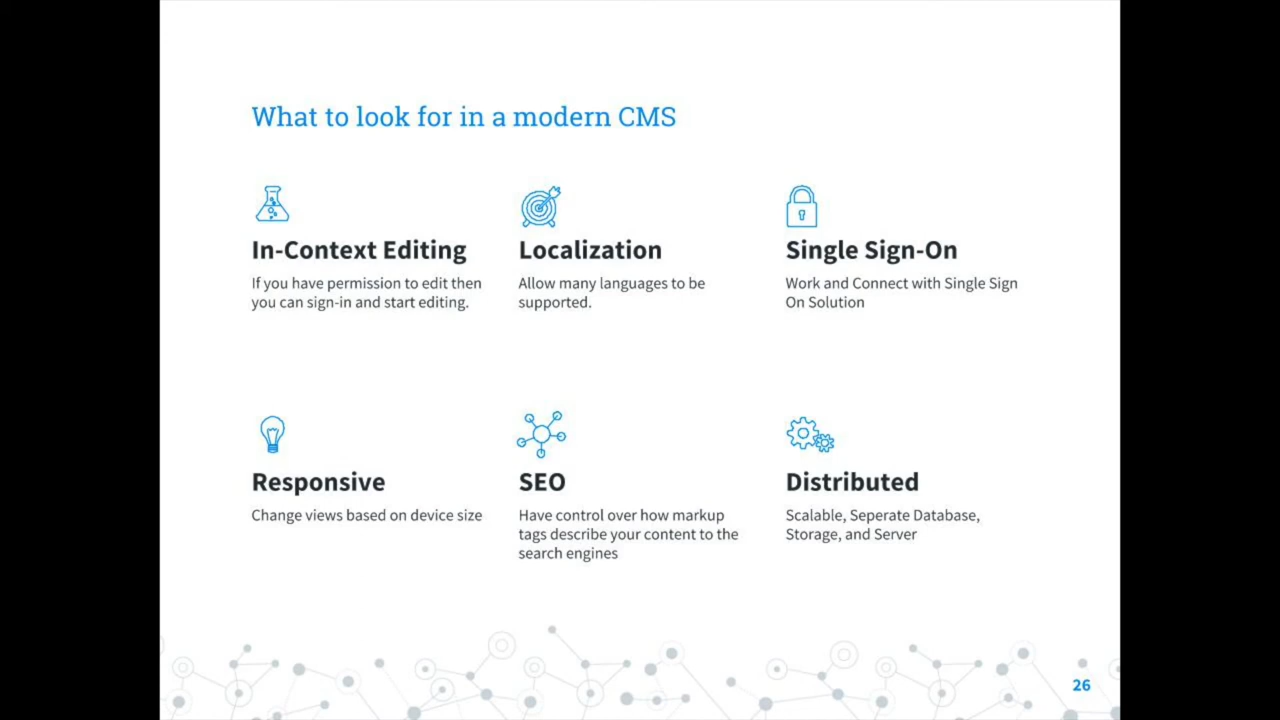 What to look for in a modern CMS
In-Context Editing
If you have permission to edit then
you can sign-in and start editing.
Localization
Allow many languages to be
supported.
Single Sign-On
Work and Connect with Single Sign
On Solution
Responsive
Change views based on device size
SEO
Have control over how markup
tags describe your content to the
search engines
Distributed
Scalable, Seperate Database,
Storage, and Server
26